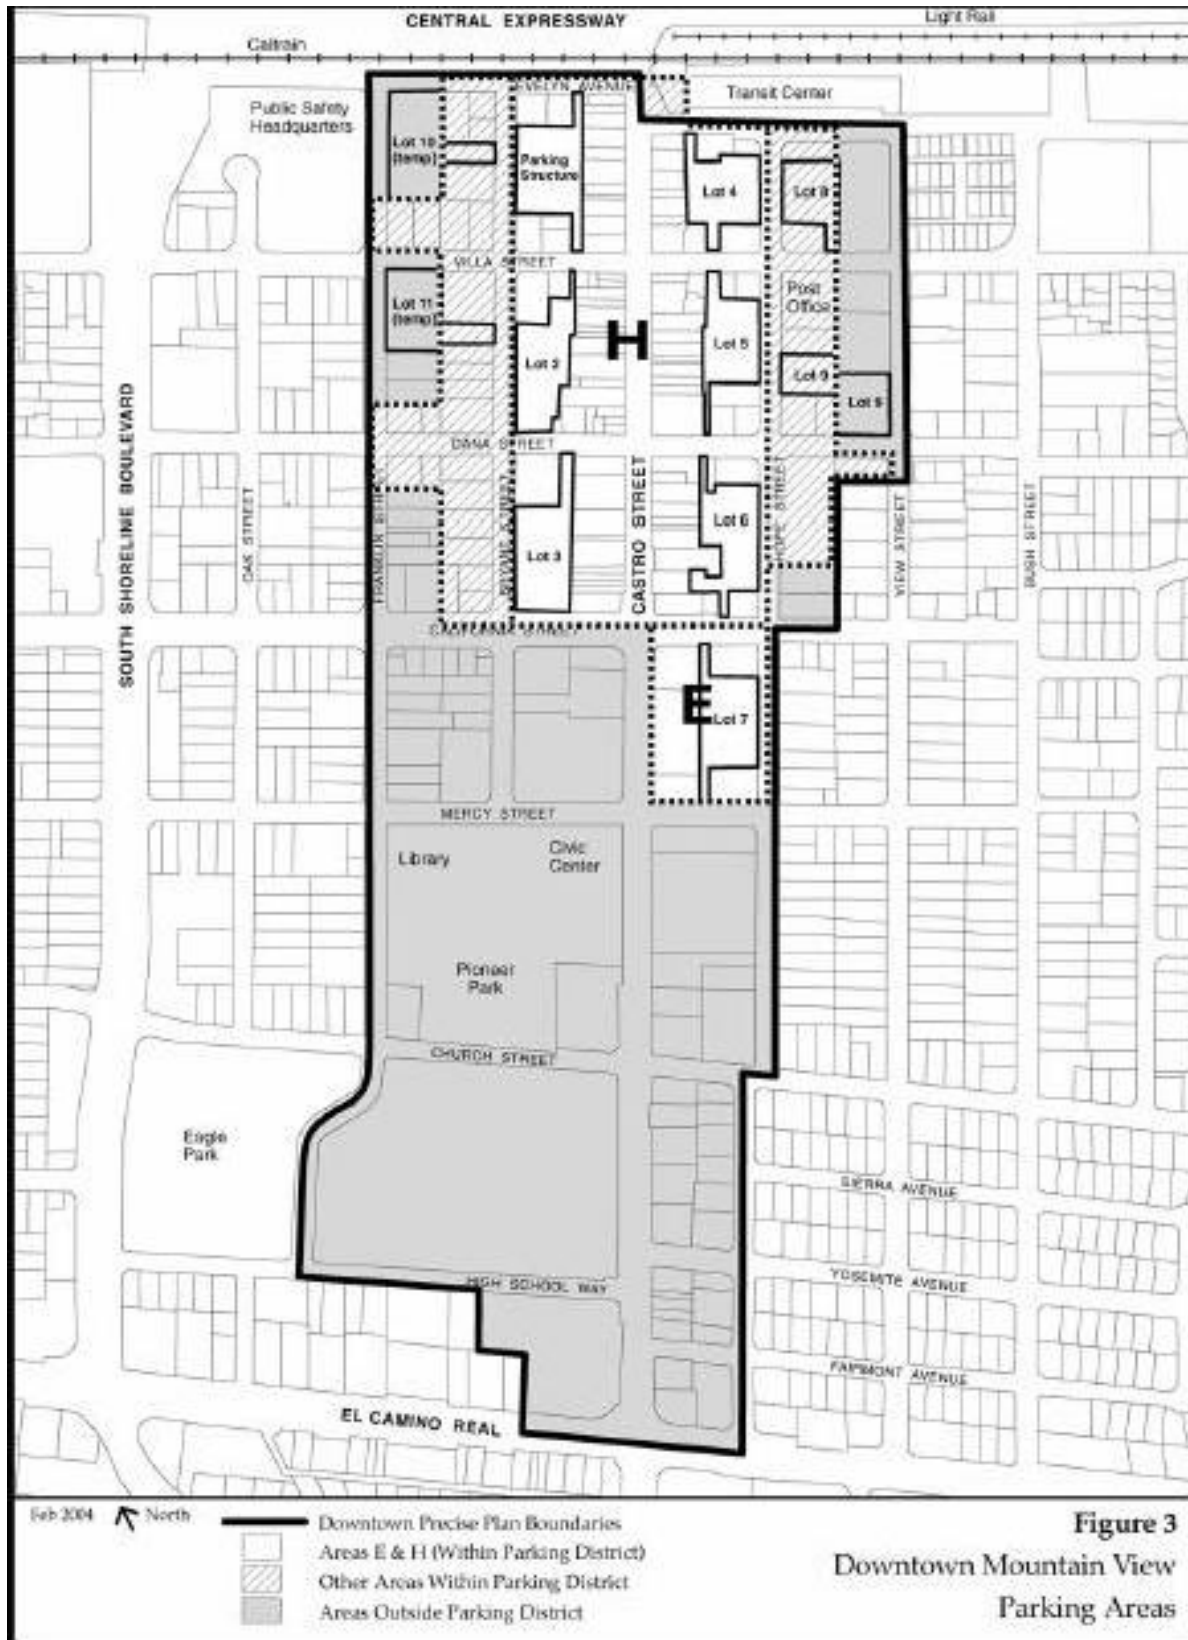 CENTRAL EXPRESSWAY
Light Rail
Caltrain
EVELYN AVENUE
Transit Center
Public Safety
Headquarters
Lot 10
(temp)
Parking
Structure
Lot 4
Lot 8
VILLA STREET
Lot 11
(temp)
Post
Office
H
Lot 2
Lot 5
Lot 9
Lot 9
DANA STREET
SOUTH SHORELINE BOULEVARD
OAK STREET
FRANKLIN STREET
BRYANT STREET
CASTRO STREET
HOPE STREET
VIEW STREET
BUSH STREET
Lot 3
Lot 6
CALIFORNIA STREET
E
Lot 7
MERCY STREET
Library
Civic
Center
Pioneer
Park
CHURCH STREET
Eagle
Park
SIERRA AVENUE
HIGH SCHOOL WAY
YOSEMITE AVENUE
FAIRMONT AVENUE
EL CAMINO REAL
Feb 2004
North
Downtown Precise Plan Boundaries
Areas E & H (Within Parking District)
Other Areas Within Parking District
Areas Outside Parking District
Figure 3
Downtown Mountain View
Parking Areas